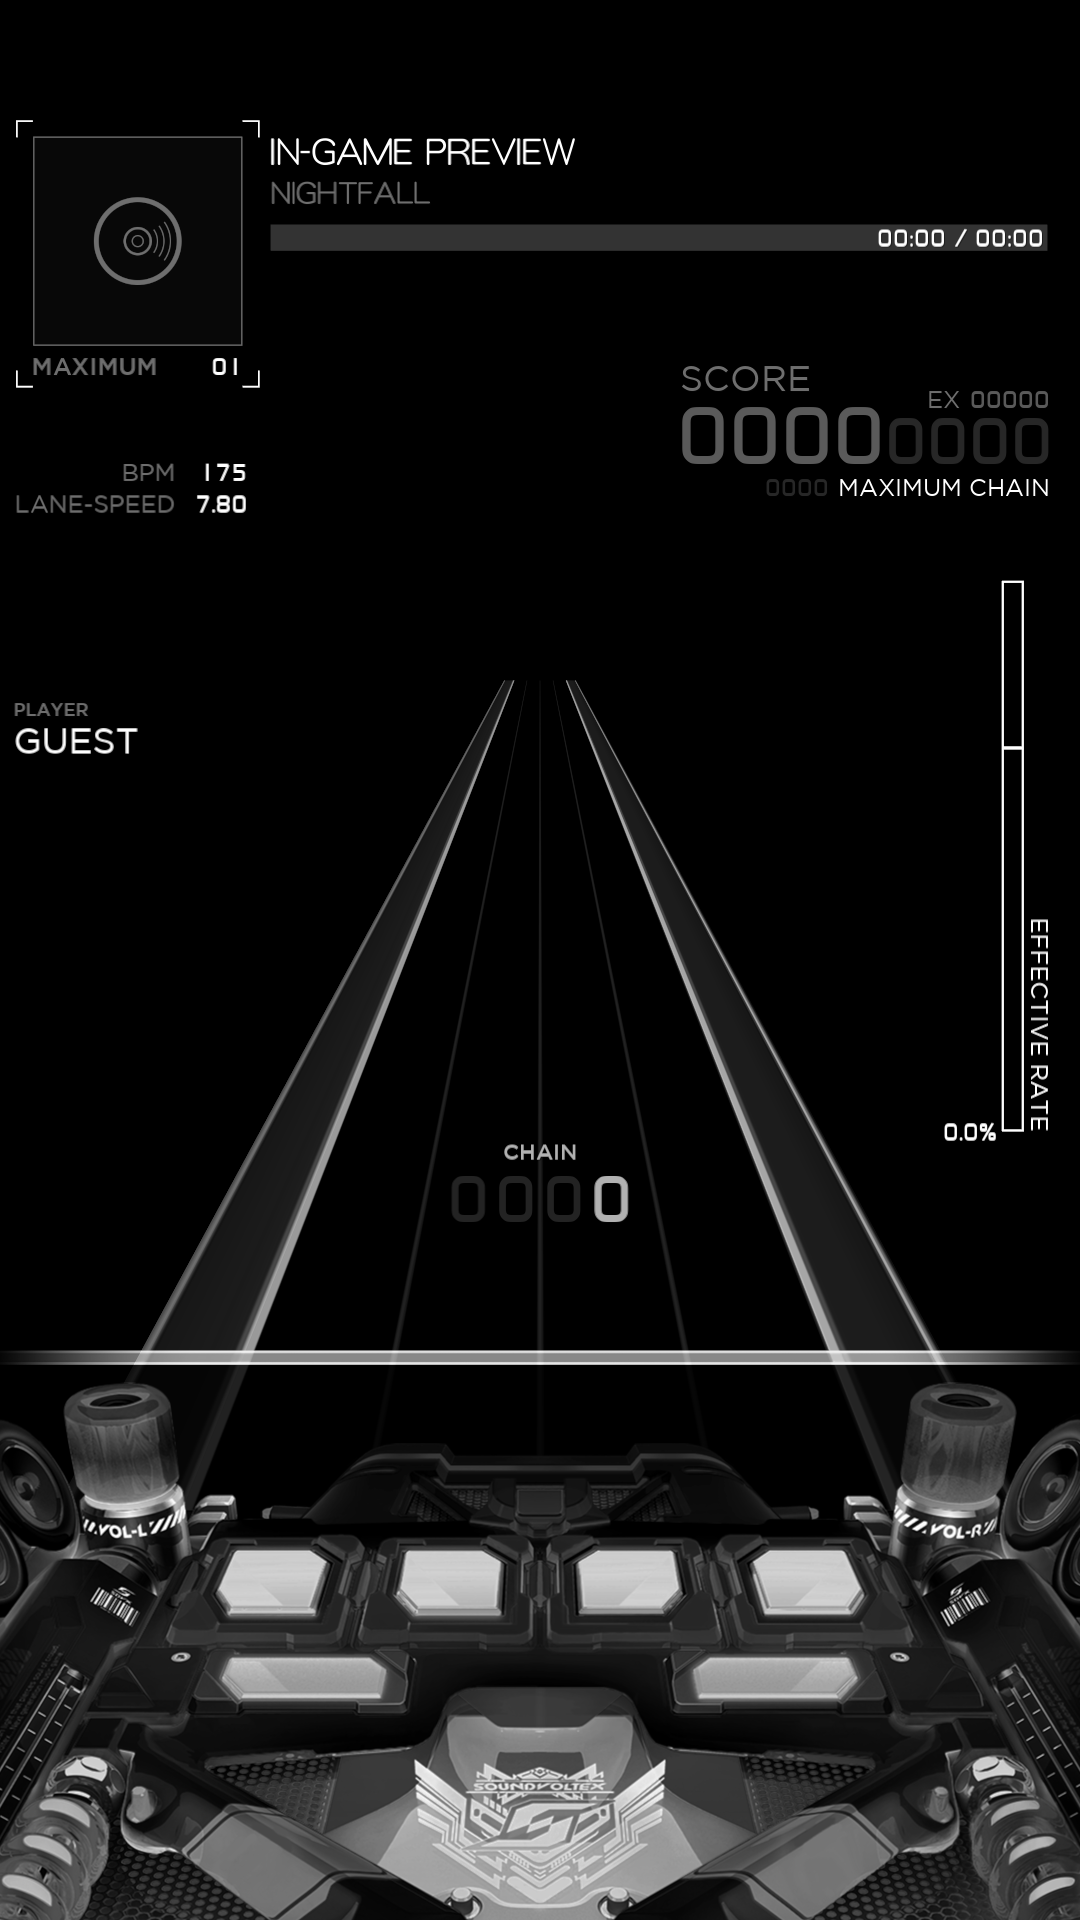 IN-GAME PREVIEW
NIGHTFALL
00:00 / 00:00
MAXIMUM 01
SCORE
EX 00000
00000000
0000 MAXIMUM CHAIN
BPM 175
LANE-SPEED 7.80
PLAYER
GUEST
EFFECTIVE RATE
0.0%
CHAIN
0000
VOL-L
VOL-R
SOUND VOLTEX